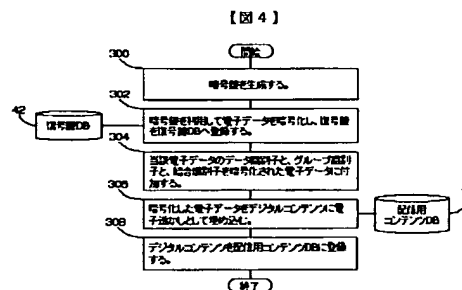 【図4】
開始
300
暗号鍵を生成する。
302
42
復号鍵DB
暗号鍵を利用して電子データを暗号化し、復号鍵
を復号鍵DBへ登録する。
304
当該電子データのデータ識別子と、グループ識別
子と、結合識別子を暗号化された電子データに付
加する。
306
暗号化した電子データをデジタルコンテンツに電
子透かしとして埋め込む。
配信用
コンテンツDB
308
デジタルコンテンツを配信用コンテンツDBに登録
する。
終了